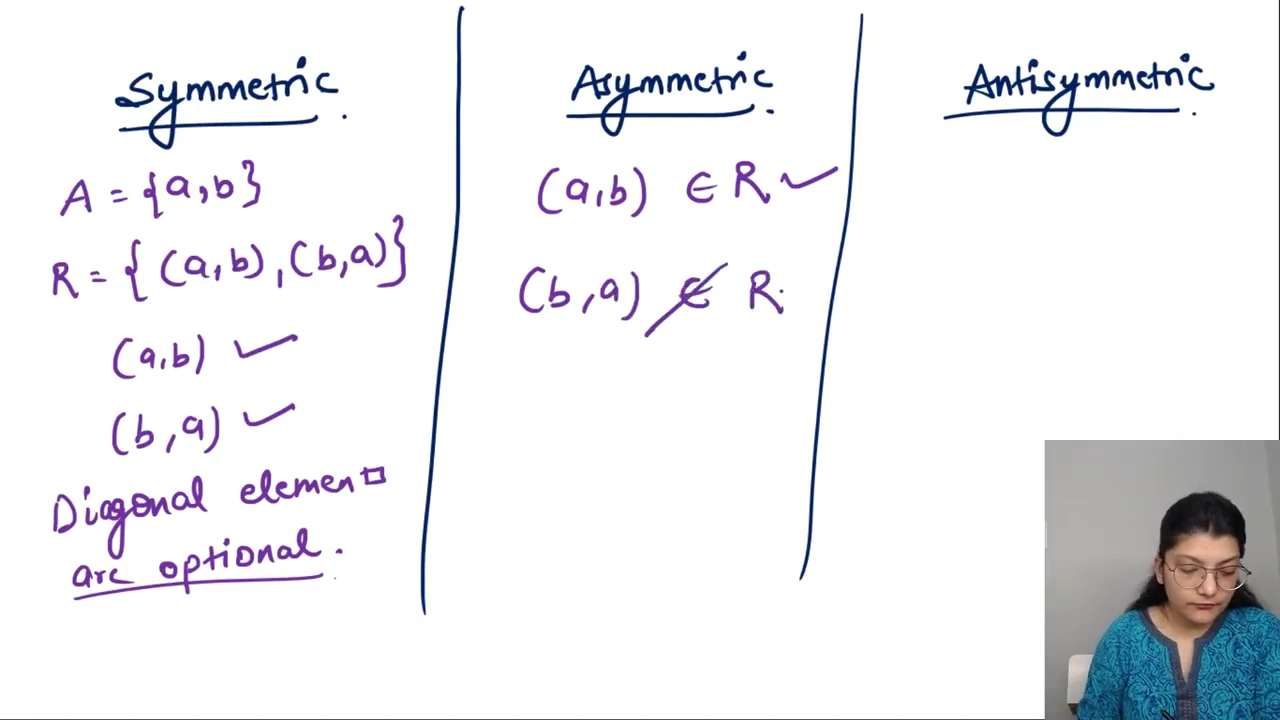 Symmetric.
A = {a,b}
R = { (a,b) , (b,a)}
(a,b) ✓
(b,a) ✓
Diagonal elements
are optional.
Asymmetric.
(a,b) ∈ R ✓
(b,a) ∉ R.
Antisymmetric.